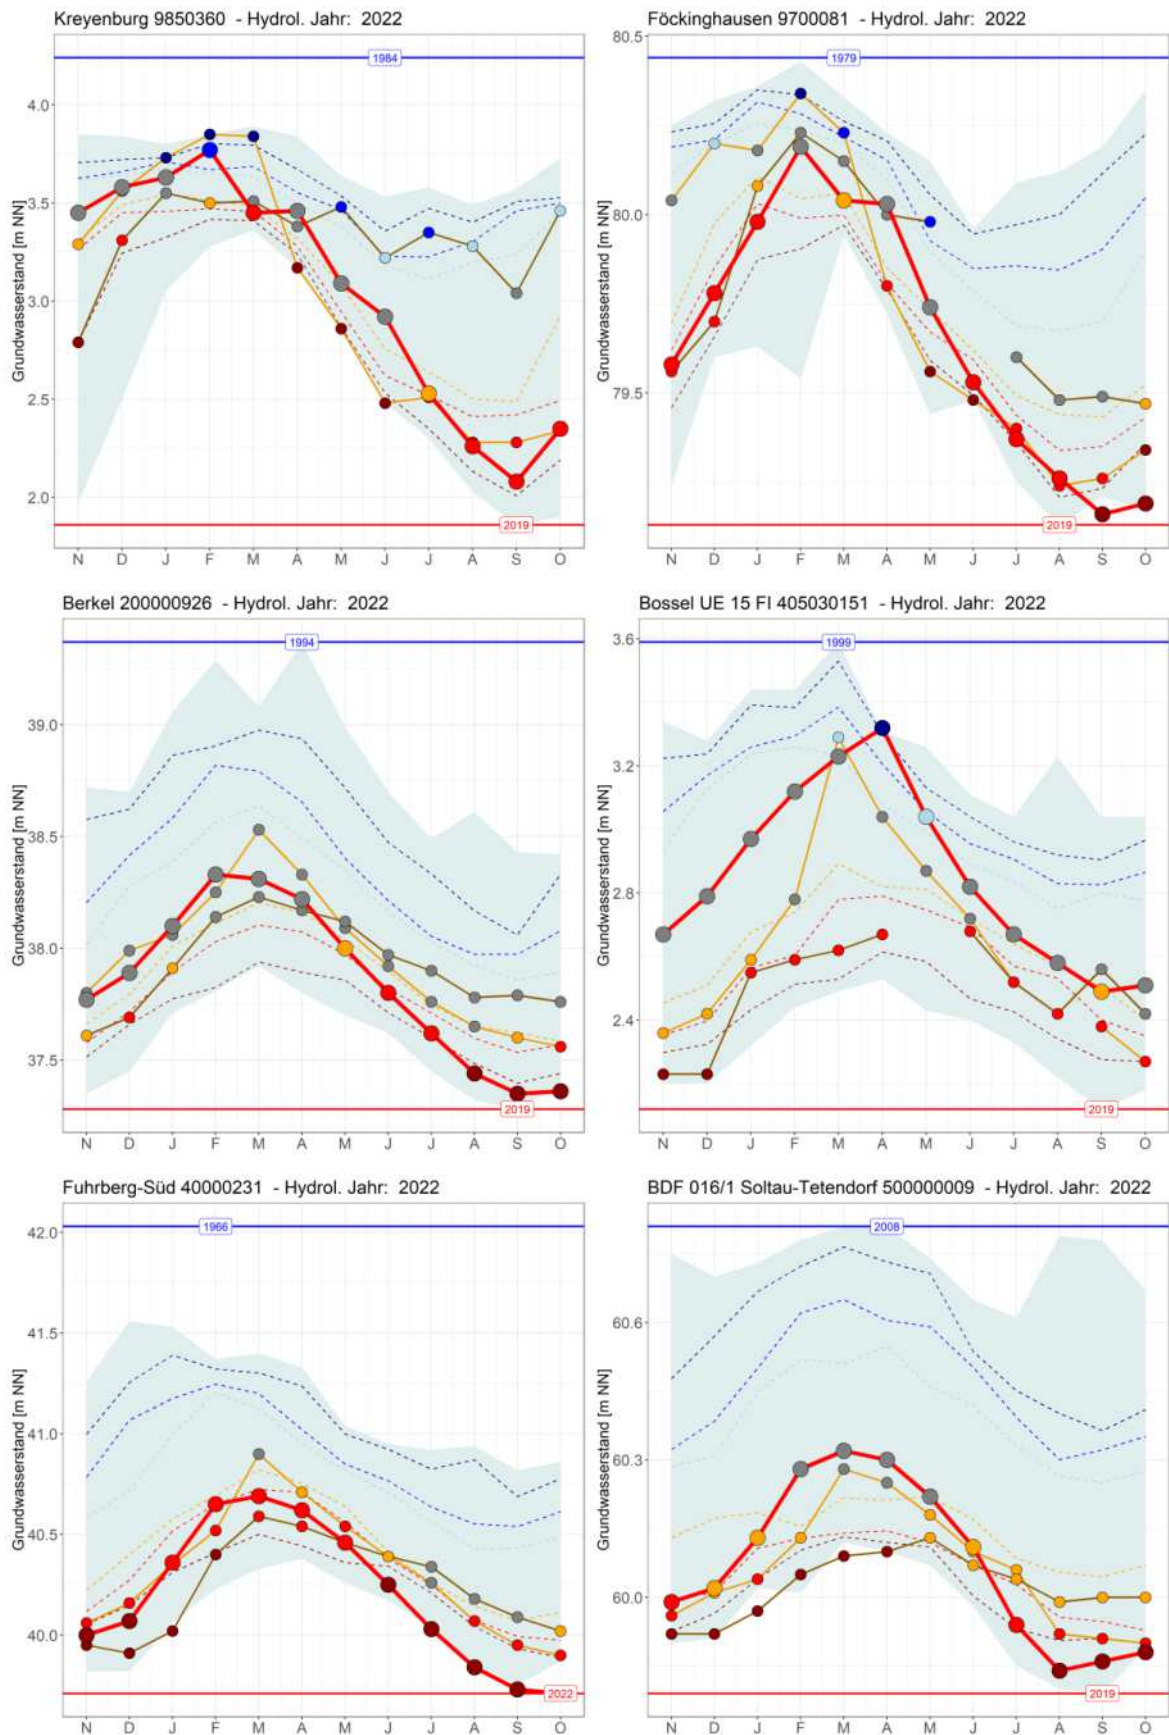 Kreyenburg 9850360 - Hydrol. Jahr: 2022
Grundwasserstand [m NN]
4.0
3.5
3.0
2.5
2.0
1984
2019
N D J F M A M J J A S O
Föckinghausen 9700081 - Hydrol. Jahr: 2022
Grundwasserstand [m NN]
80.5
80.0
79.5
1979
2019
N D J F M A M J J A S O
Berkel 200000926 - Hydrol. Jahr: 2022
Grundwasserstand [m NN]
39.0
38.5
38.0
37.5
1994
2019
N D J F M A M J J A S O
Bossel UE 15 FI 405030151 - Hydrol. Jahr: 2022
Grundwasserstand [m NN]
3.6
3.2
2.8
2.4
1999
2019
N D J F M A M J J A S O
Fuhrberg-Süd 40000231 - Hydrol. Jahr: 2022
Grundwasserstand [m NN]
42.0
41.5
41.0
40.5
40.0
1966
2022
N D J F M A M J J A S O
BDF 016/1 Soltau-Tetendorf 500000009 - Hydrol. Jahr: 2022
Grundwasserstand [m NN]
60.6
60.3
60.0
2008
2019
N D J F M A M J J A S O